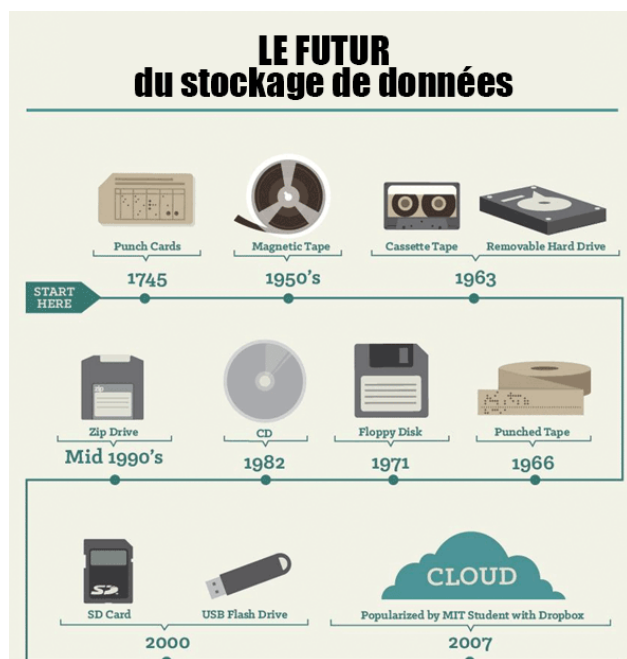 LE FUTUR
du stockage de données
Punch Cards
Magnetic Tape
Cassette Tape
Removable Hard Drive
1745
1950's
1963
START
HERE
zip
Zip Drive
CD
Floppy Disk
Punched Tape
Mid 1990's
1982
1971
1966
SD
CLOUD
SD Card
USB Flash Drive
Popularized by MIT Student with Dropbox
2000
2007